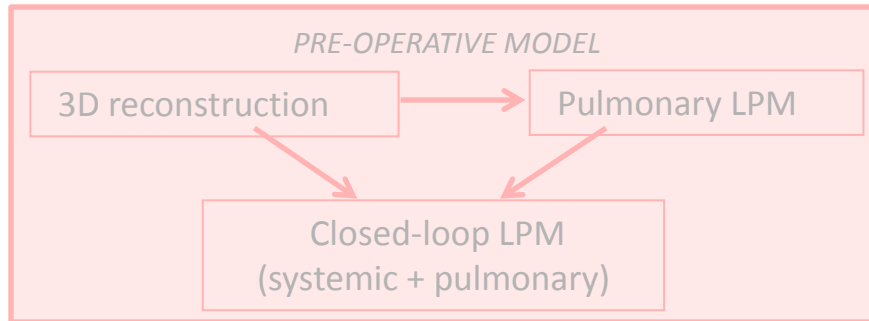 PRE-OPERATIVE MODEL
3D reconstruction
Pulmonary LPM
Closed-loop LPM
(systemic + pulmonary)